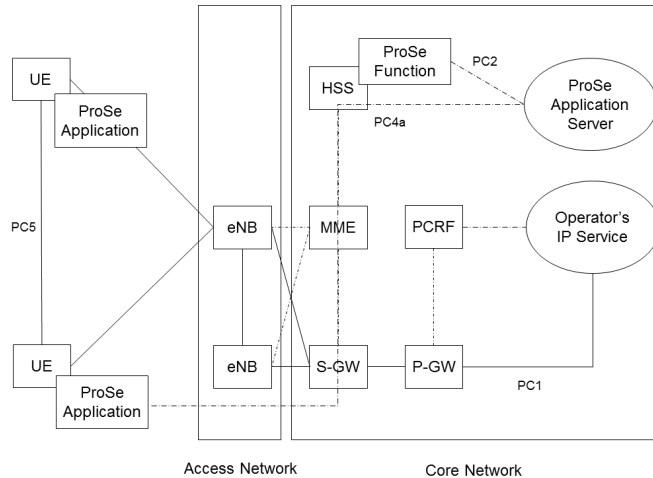 ProSe
Function
PC2
UE
HSS
ProSe
Application
Server
ProSe
Application
PC4a
PC5
eNB
MME
PCRF
Operator's
IP Service
UE
eNB
S-GW
P-GW
PC1
ProSe
Application
Access Network
Core Network